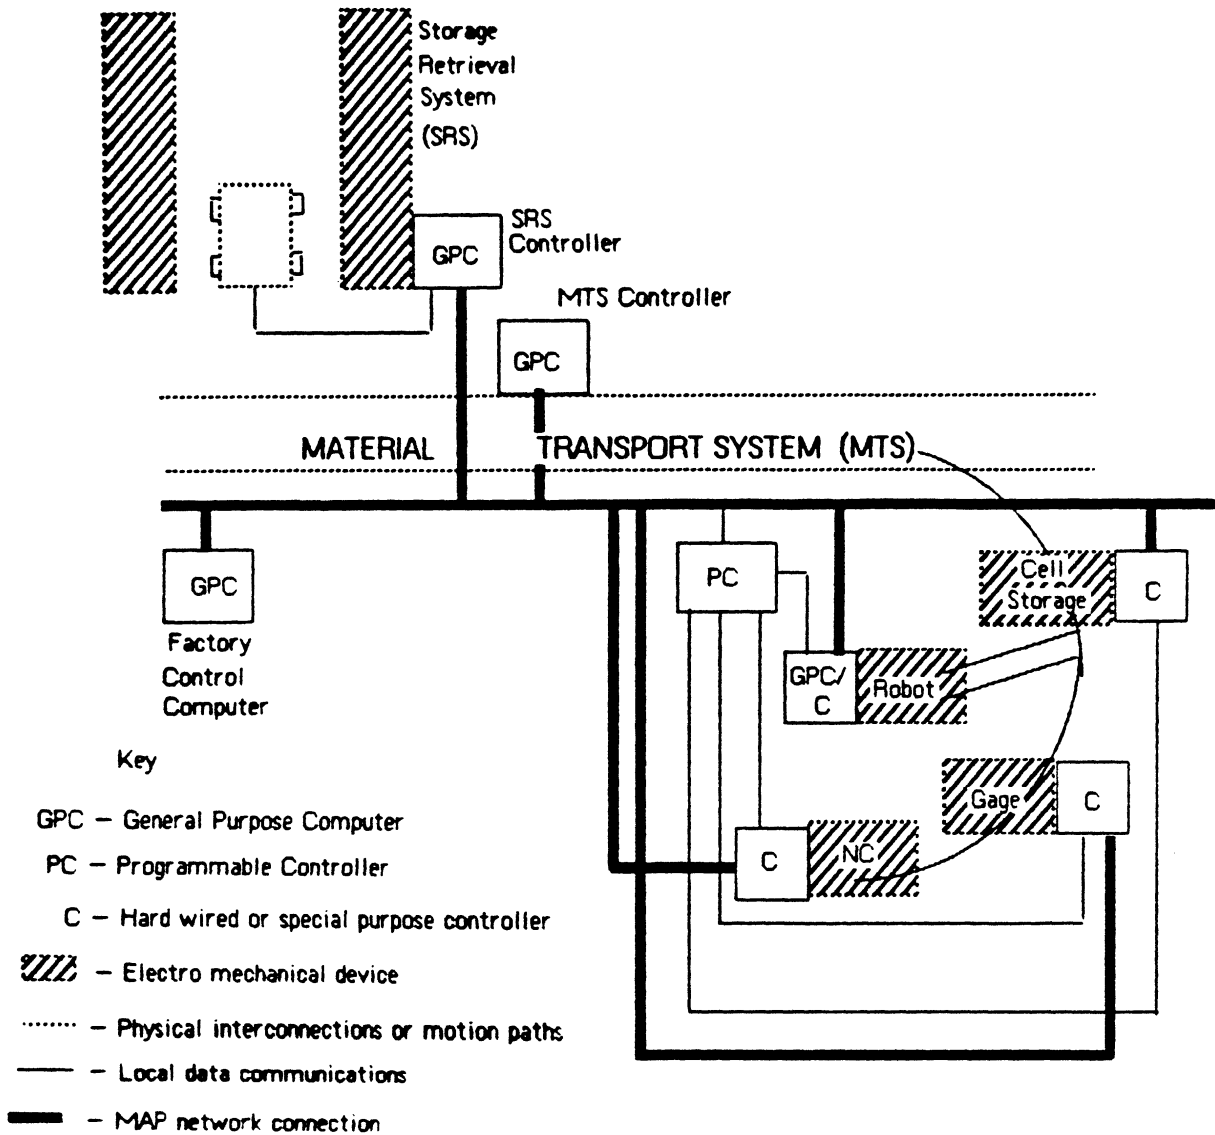 Storage
Retrieval
System
(SRS)
SRS
Controller
GPC
MTS Controller
GPC
MATERIAL TRANSPORT SYSTEM (MTS)
GPC
Factory
Control
Computer
PC
Cell
Storage
C
GPC/
C
Robot
Gage
C
C
NC
Key
GPC – General Purpose Computer
PC – Programmable Controller
C – Hard wired or special purpose controller
– Electro mechanical device
– Physical interconnections or motion paths
– Local data communications
– MAP network connection